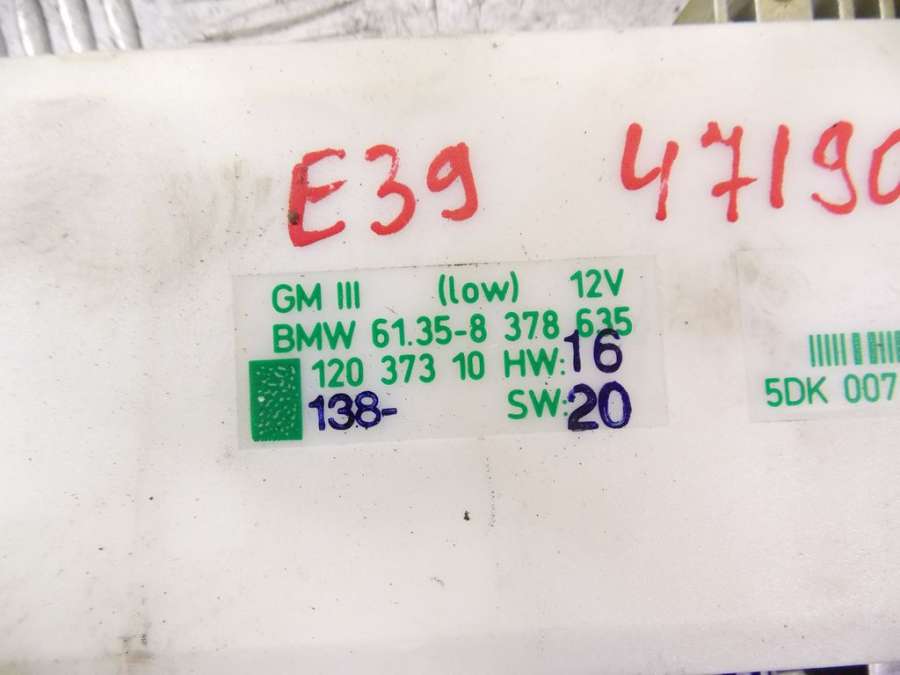 E39 47190
GM III (low) 12V
BMW 61.35-8 378 635
120 373 10 HW:16
138- SW:20
5DK 007